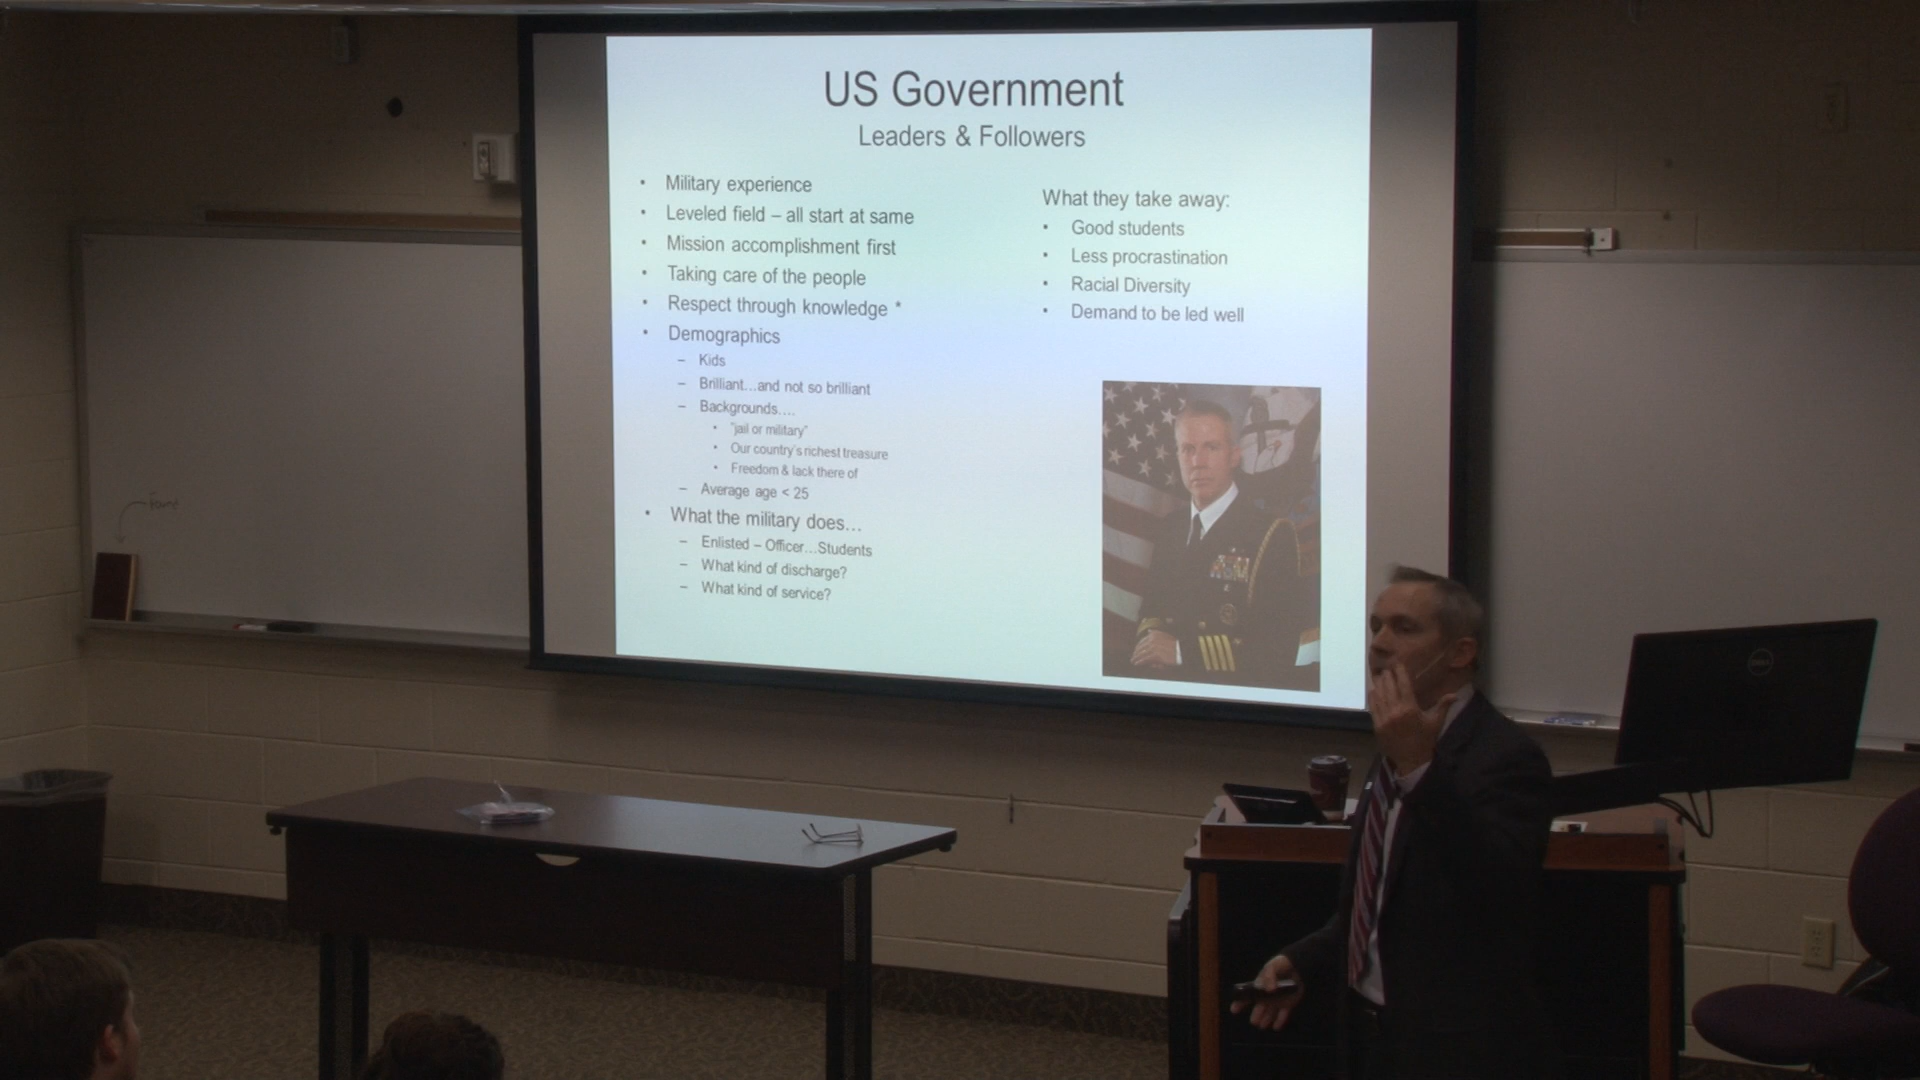 US Government
Leaders & Followers
• Military experience
• Leveled field – all start at same
• Mission accomplishment first
• Taking care of the people
• Respect through knowledge *
• Demographics
– Kids
– Brilliant…and not so brilliant
– Backgrounds….
• "jail or military"
• Our country's richest treasure
• Freedom & lack there of
– Average age < 25
• What the military does…
– Enlisted – Officer…Students
– What kind of discharge?
– What kind of service?
What they take away:
• Good students
• Less procrastination
• Racial Diversity
• Demand to be led well
Found
DELL